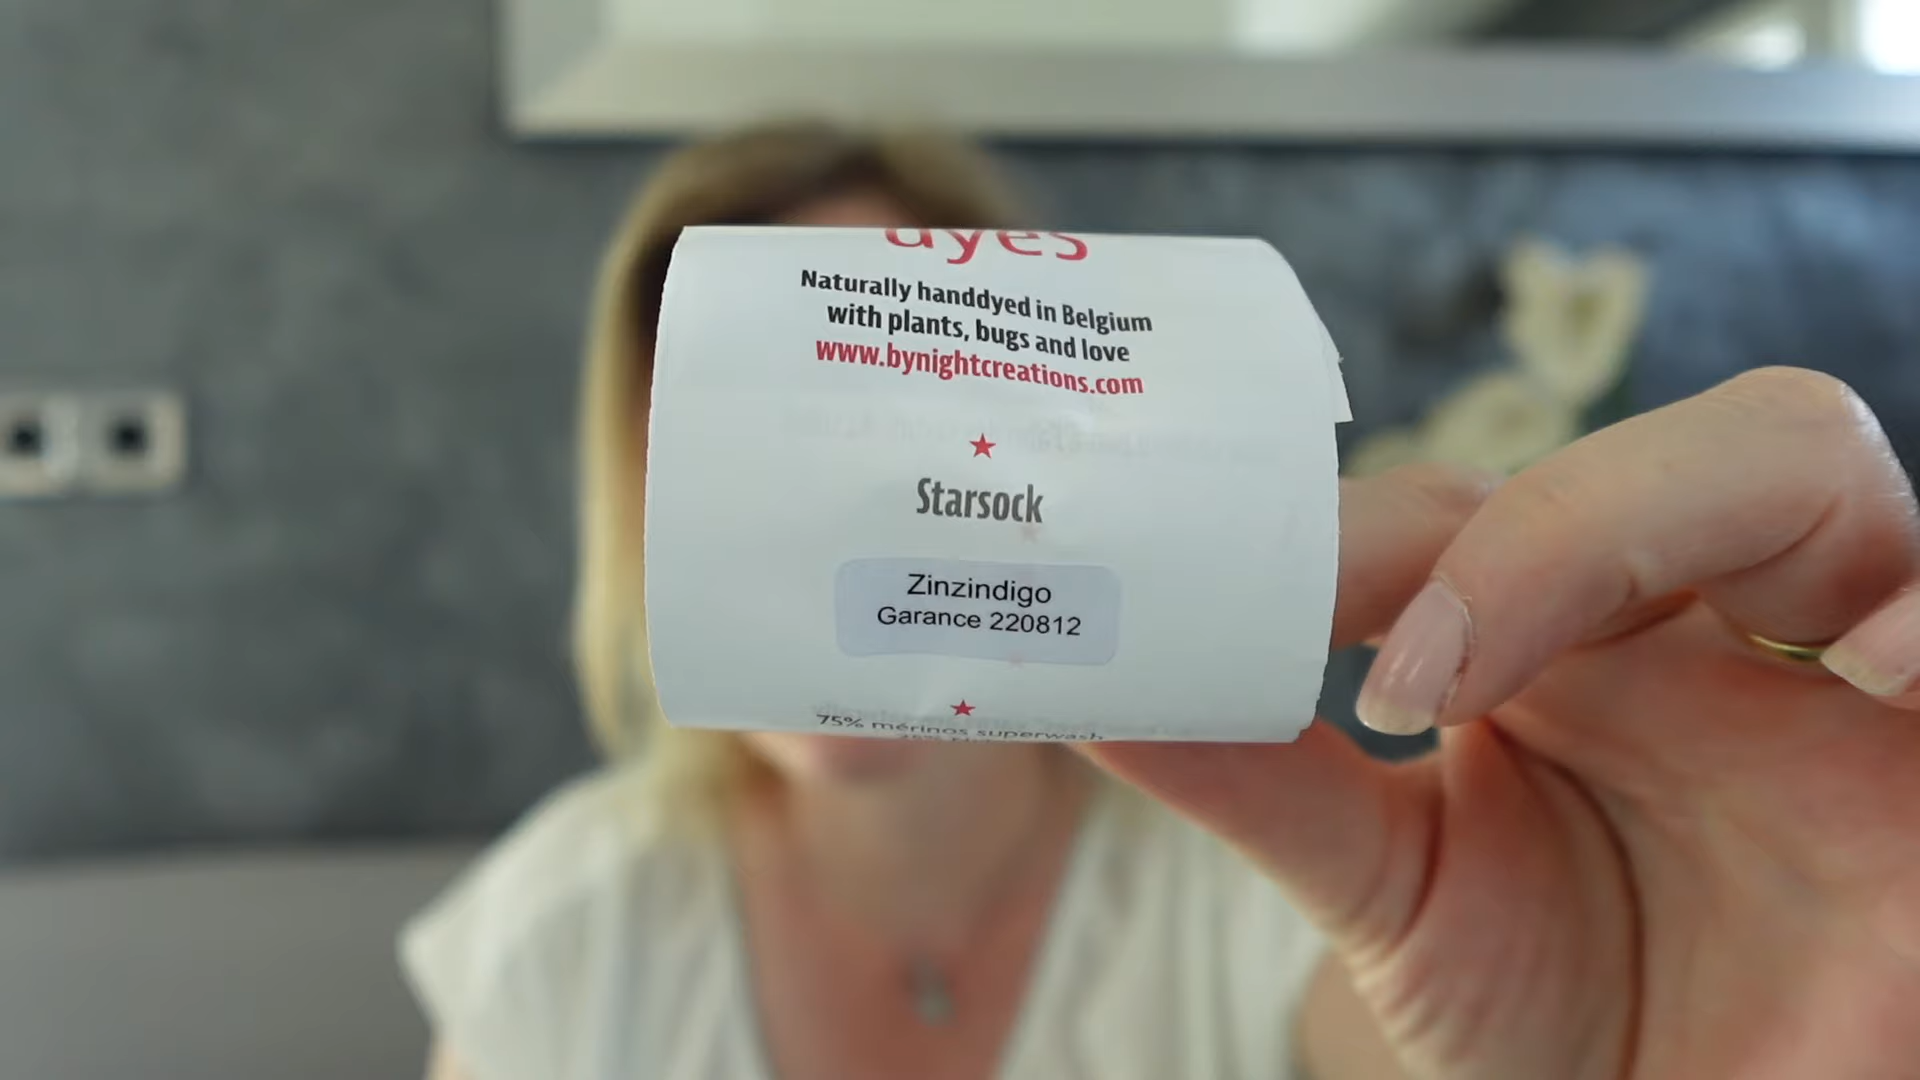 dyes
Naturally handdyed in Belgium
with plants, bugs and love
www.bynightcreations.com
Starsock
Zinzindigo
Garance 220812
75% mérinos superwash